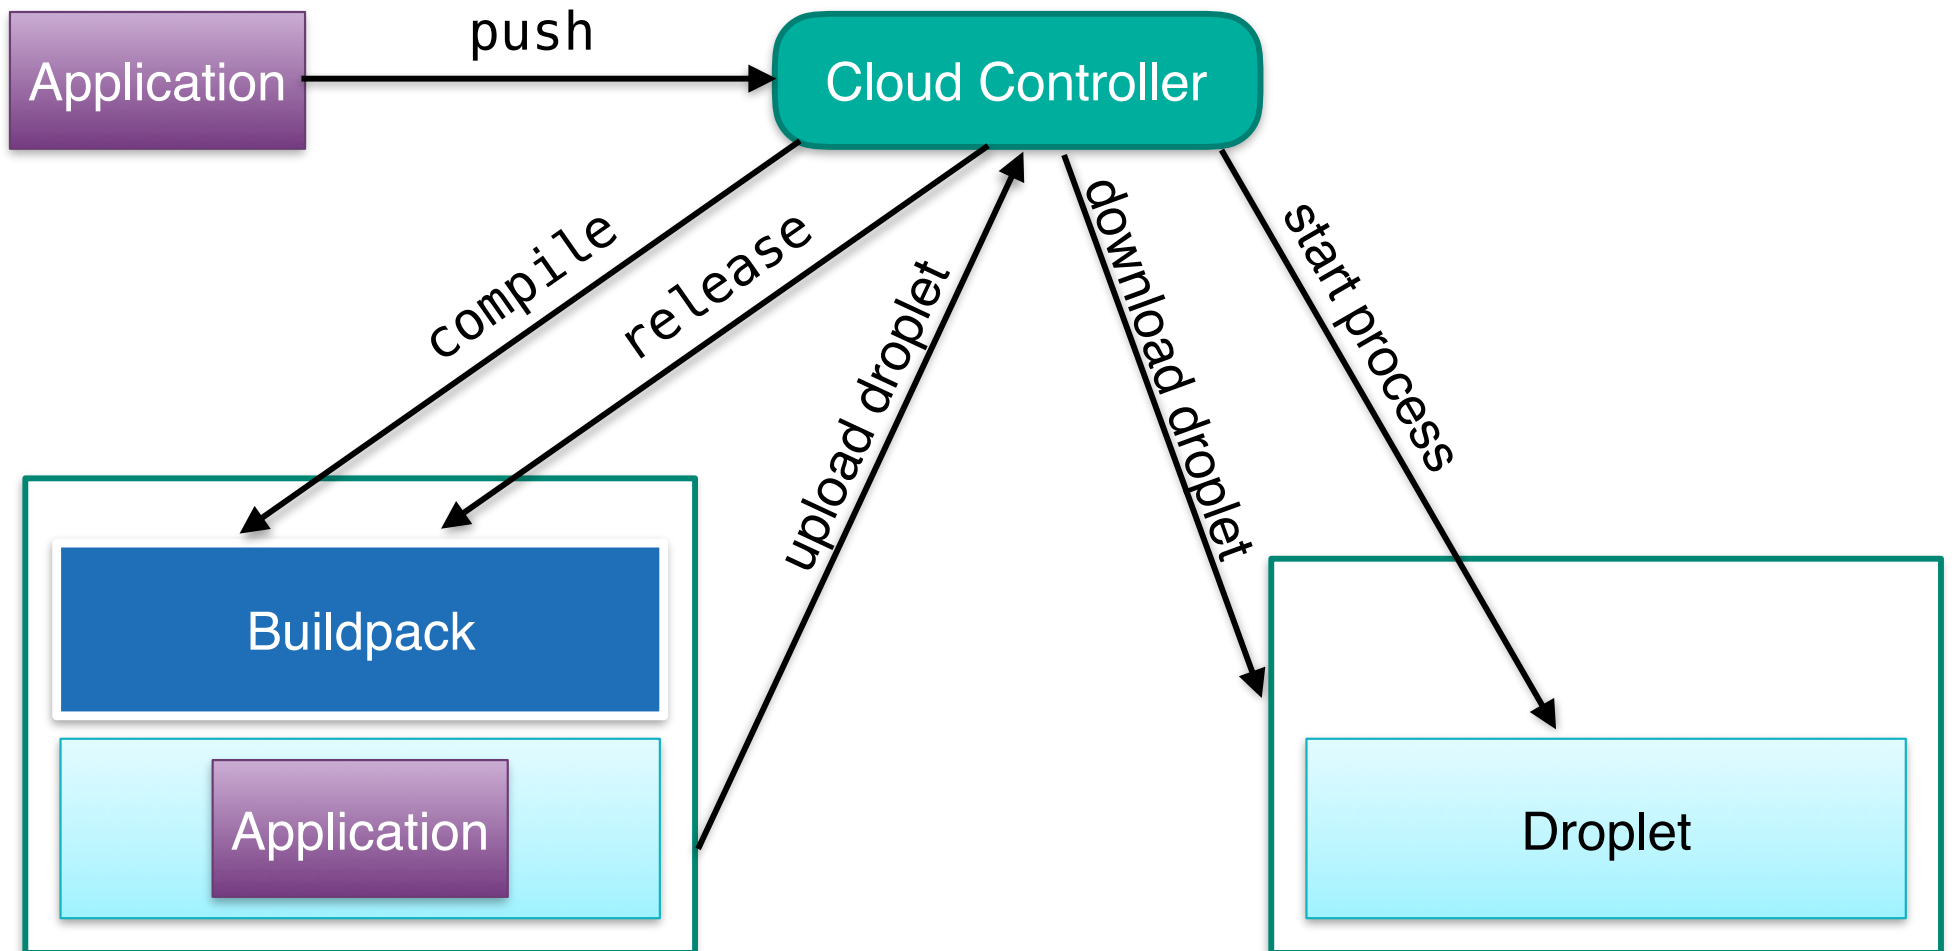 Application
push
Cloud Controller
compile
release
upload droplet
download droplet
start process
Buildpack
Application
Droplet